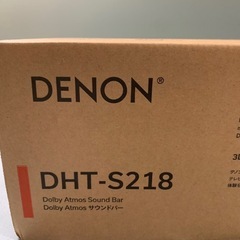 DENON®
DHT-S218
Dolby Atmos Sound Bar
Dolby Atmos サウンドバー